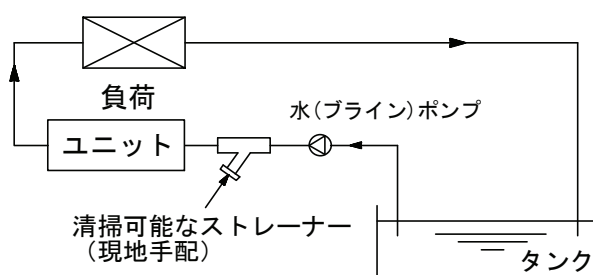 負荷
水(ブライン)ポンプ
ユニット
清掃可能なストレーナー
(現地手配)
タンク